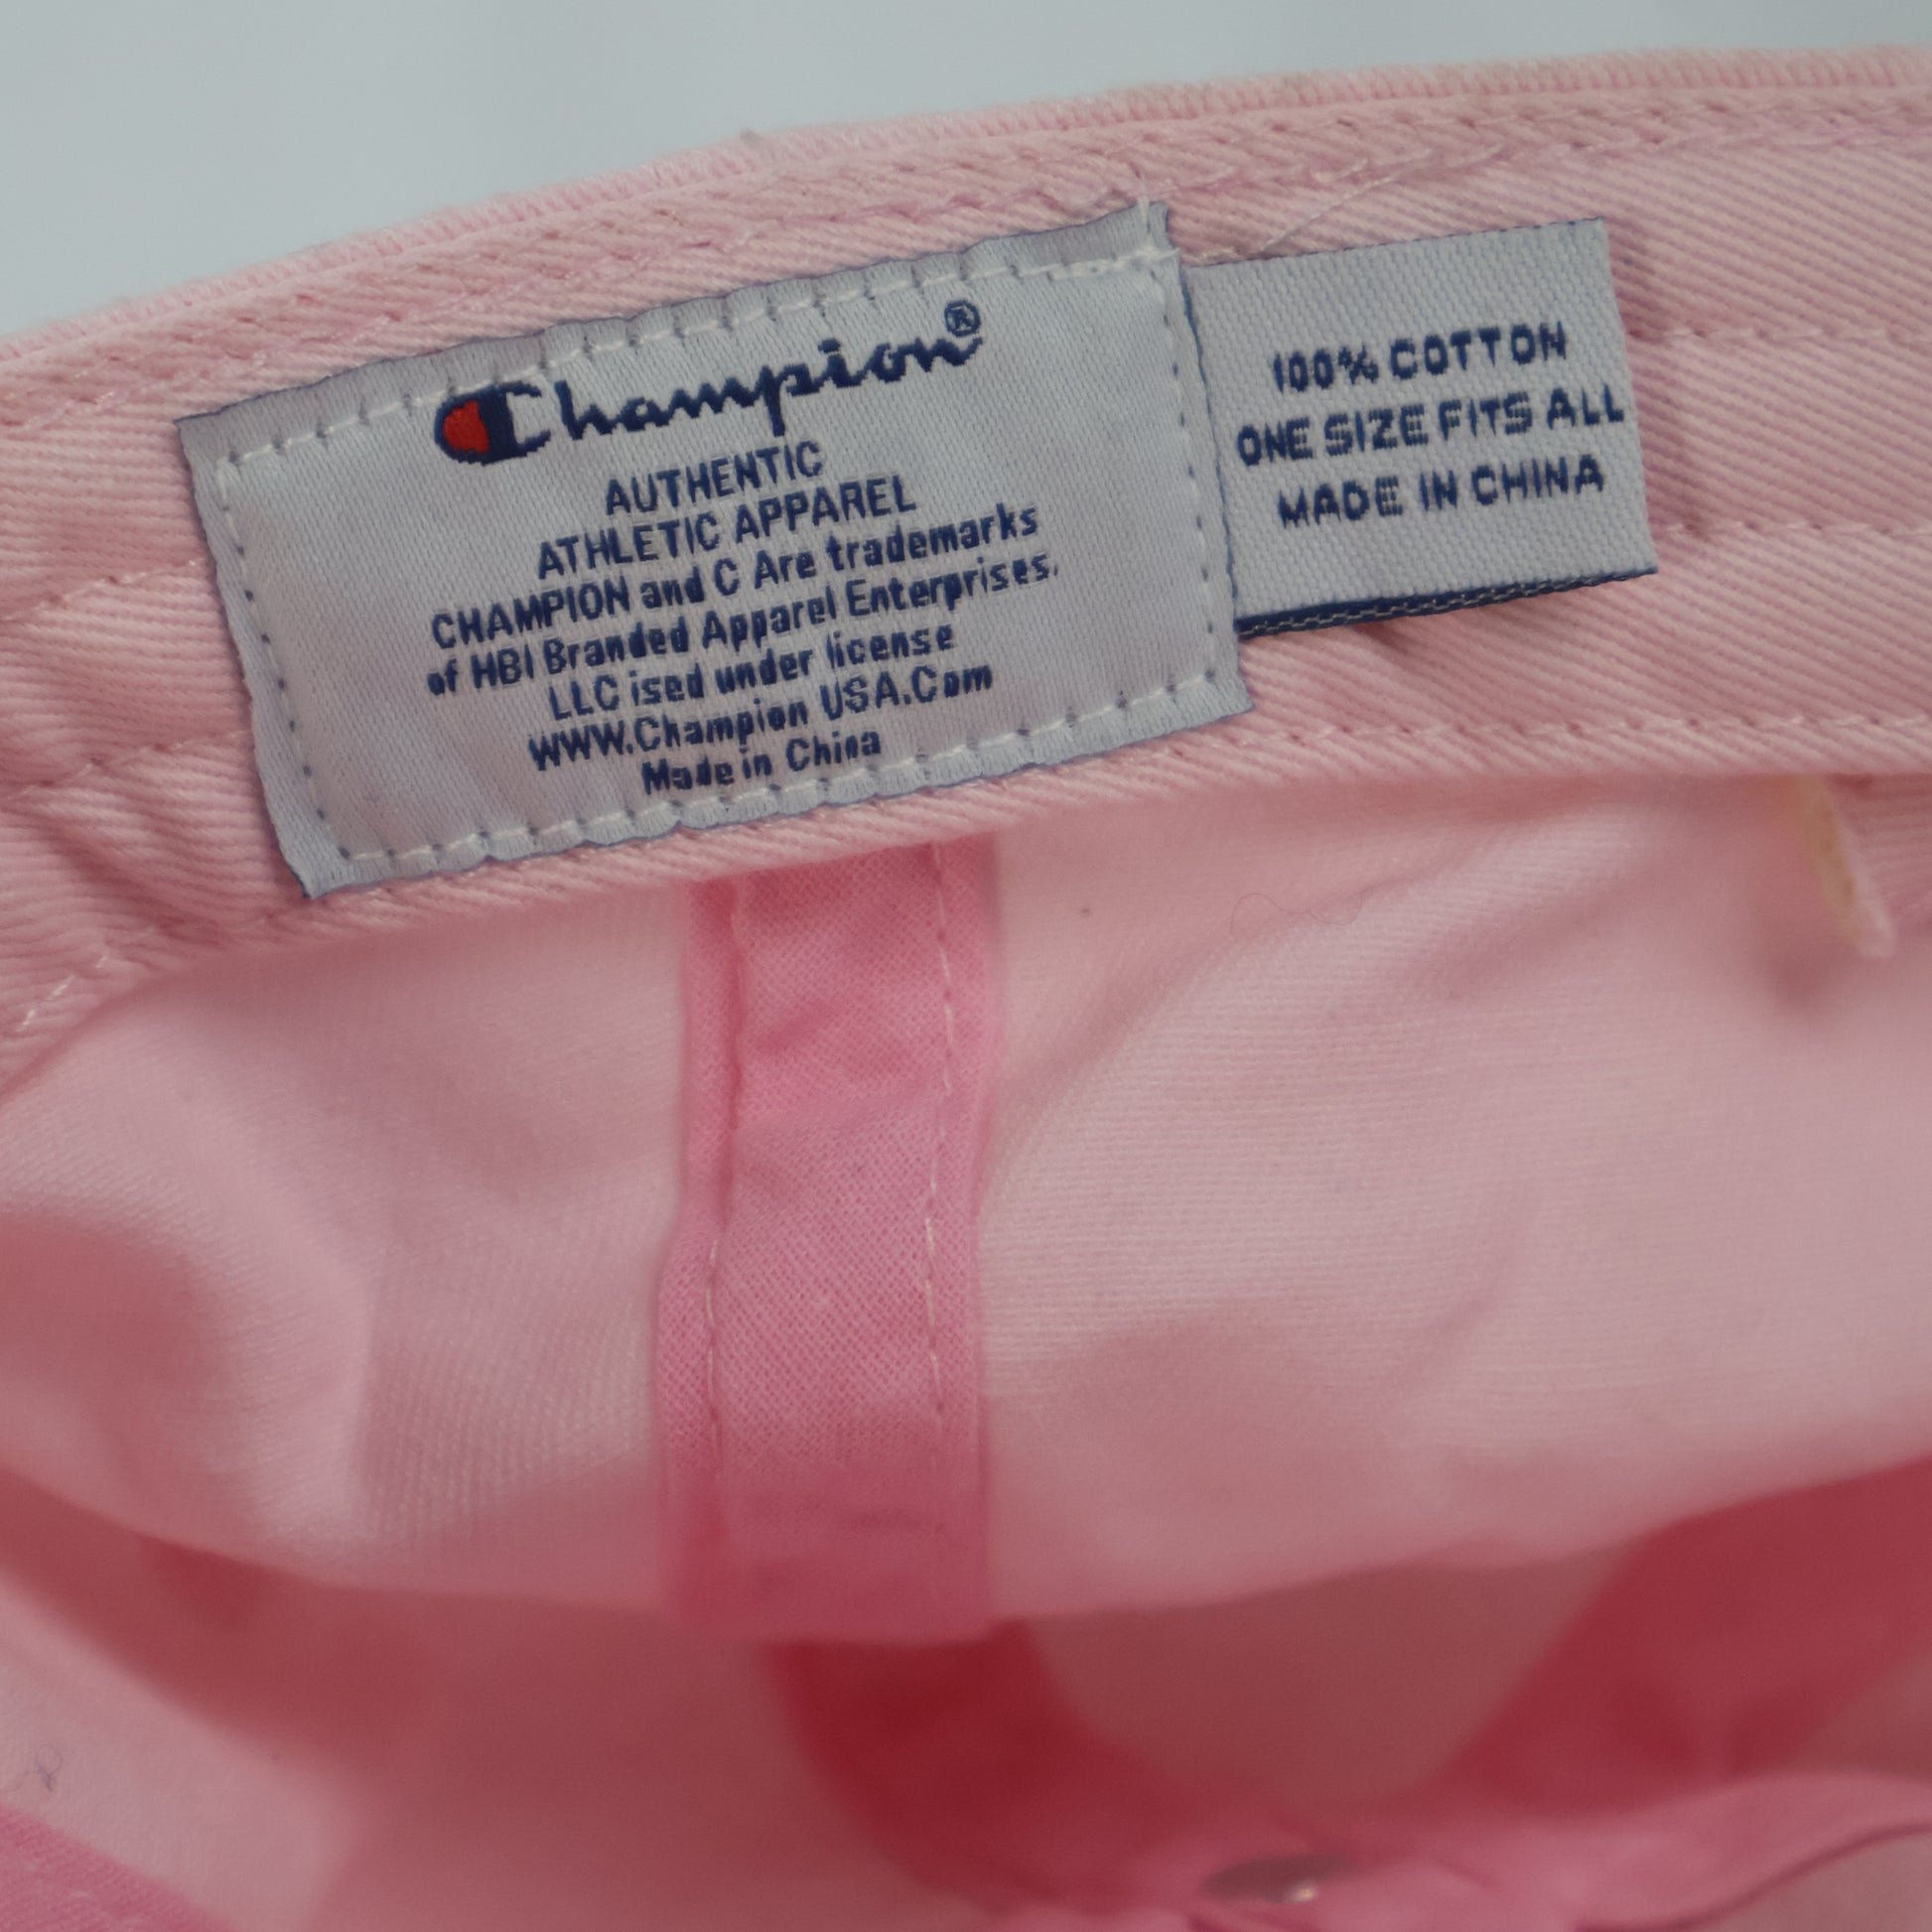 Champion®
AUTHENTIC
ATHLETIC APPAREL
CHAMPION and C Are trademarks
of HBI Branded Apparel Enterprises.
LLC ised under license
WWW.Champion USA.Com
Made in China
100% COTTON
ONE SIZE FITS ALL
MADE IN CHINA